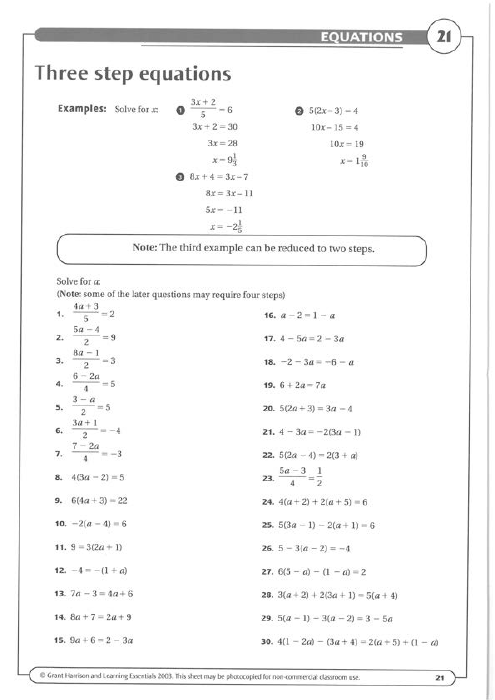 EQUATIONS 21
Three step equations
Examples: Solve for x:
❶ (3x + 2)/5 = 6
3x + 2 = 30
3x = 28
x = 9⅓
❷ 5(2x − 3) = 4
10x − 15 = 4
10x = 19
x = 1 9/10
❸ 8x + 4 = 3x − 7
8x = 3x − 11
5x = −11
x = −2⅕
Note: The third example can be reduced to two steps.
Solve for a:
(Note: some of the later questions may require four steps)
1. (4a + 3)/5 = 2
2. (5a − 4)/2 = 9
3. (8a − 1)/2 = 3
4. (6 − 2a)/4 = 5
5. (3 − a)/2 = 5
6. (3a + 1)/2 = −4
7. (7 − 2a)/4 = −3
8. 4(3a − 2) = 5
9. 6(4a + 3) = 22
10. −2(a − 4) = 6
11. 9 = 3(2a + 1)
12. −4 = −(1 + a)
13. 7a − 3 = 4a + 6
14. 8a + 7 = 2a + 9
15. 9a + 6 = 2 − 3a
16. a − 2 = 1 − a
17. 4 − 5a = 2 − 3a
18. −2 − 3a = −6 − a
19. 6 + 2a = 7a
20. 5(2a + 3) = 3a − 4
21. 4 − 3a = −2(3a − 1)
22. 5(2a − 4) = 2(3 + a)
23. (5a − 3)/4 = 1/2
24. 4(a + 2) + 2(a + 5) = 6
25. 5(3a − 1) − 2(a + 1) = 6
26. 5 − 3(a − 2) = −4
27. 6(5 − a) − (1 − a) = 2
28. 3(a + 2) + 2(3a + 1) = 5(a + 4)
29. 5(a − 1) − 3(a − 2) = 3 − 5a
30. 4(1 − 2a) − (3a + 4) = 2(a + 5) + (1 − a)
© Grant Harrison and Learning Essentials 2003. This sheet may be photocopied for non-commercial classroom use.
21